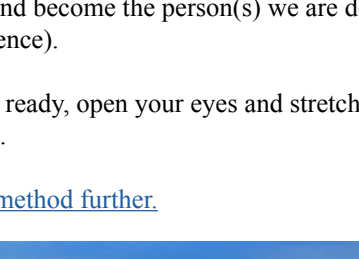 nd become the person(s) we are d
ence).
ready, open your eyes and stretch
.
method further.